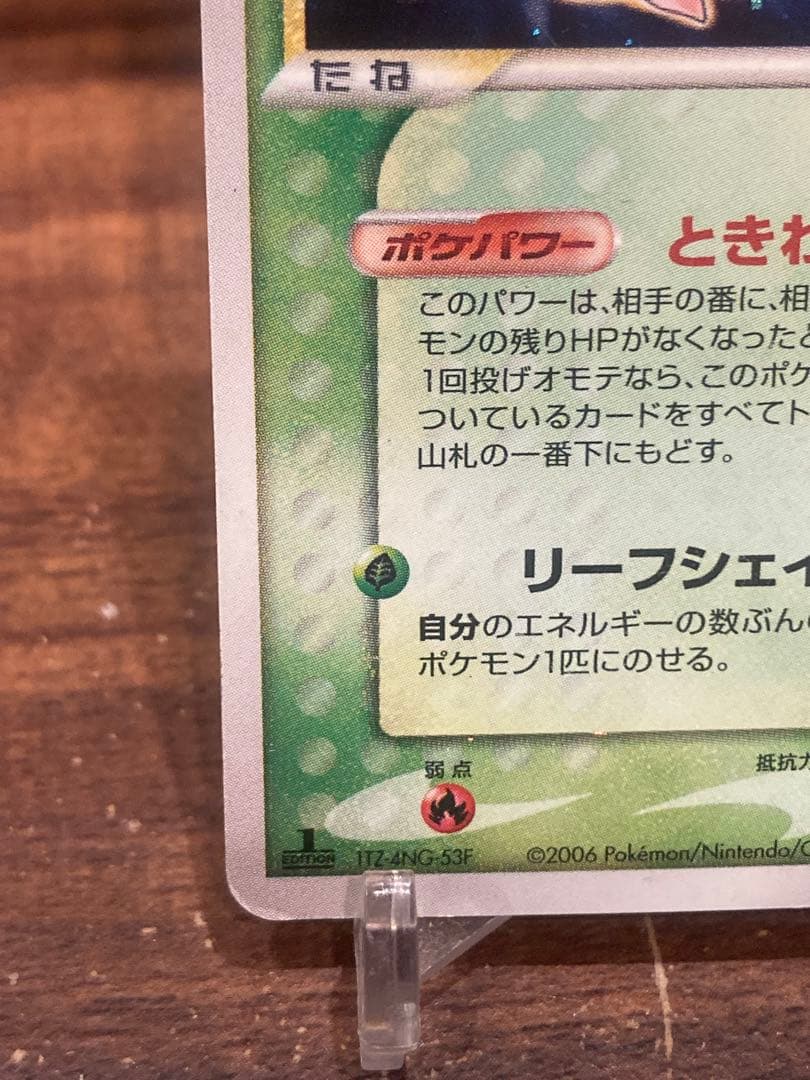 たね
ポケパワー ときわ
このパワーは、相手の番に、相
モンの残りHPがなくなったと
1回投げオモテなら、このポケ
ついているカードをすべてト
山札の一番下にもどす。
リーフシェイ
自分のエネルギーの数ぶん
ポケモン1匹にのせる。
弱点 抵抗力
1 EDITION 1TZ-4NG-53F ©2006 Pokémon/Nintendo/C